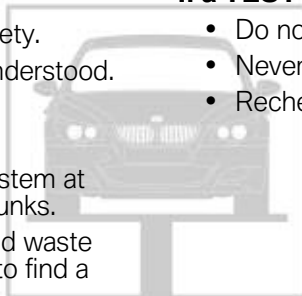 ety.
nderstood.
stem at
unks.
d waste
to find a
• Do no
• Never
• Reche